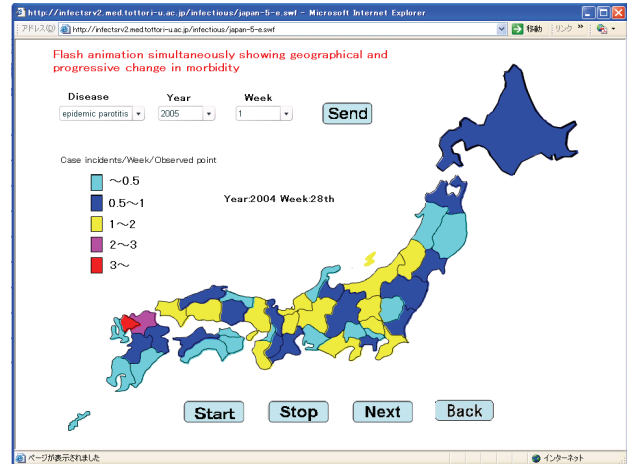 http://infectsrv2.med.tottori-u.ac.jp/infectious/japan-5-e.swf - Microsoft Internet Explorer
アドレス(D) http://infectsrv2.med.tottori-u.ac.jp/infectious/japan-5-e.swf 移動 リンク »
Flash animation simultaneously showing geographical and
progressive change in morbidity
Disease Year Week
epidemic parotitis 2005 1 Send
Case incidents/Week/Observed point
～0.5
0.5～1
1～2
2～3
3～
Year:2004 Week:28th
Start Stop Next Back
ページが表示されました インターネット